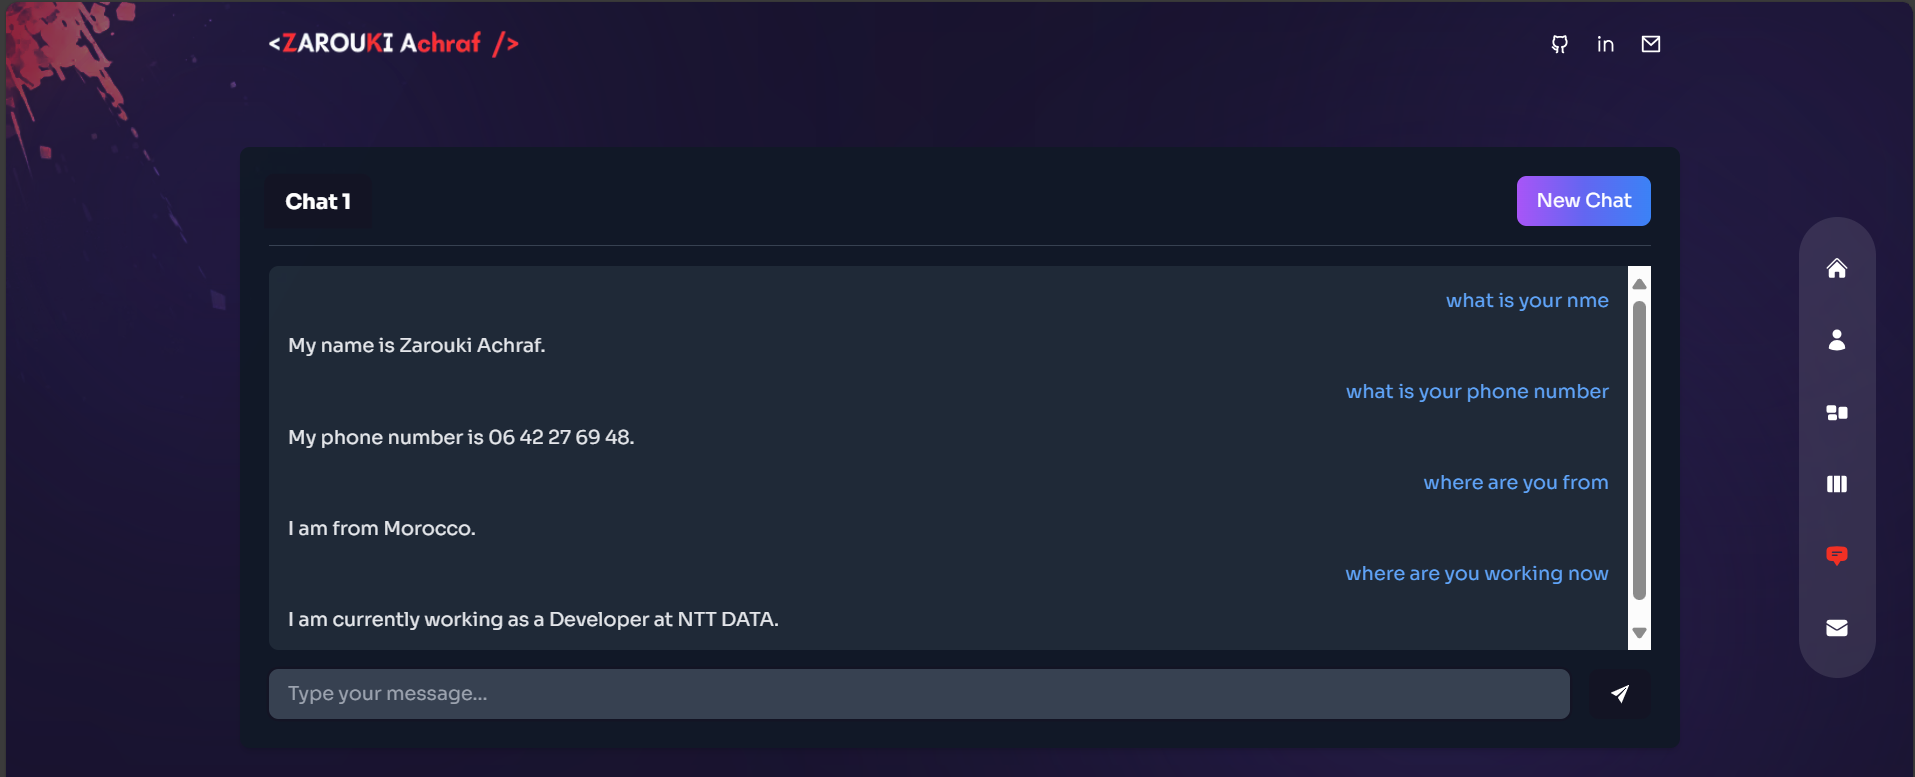 <ZAROUKI Achraf />
in
Chat 1
New Chat
what is your nme
My name is Zarouki Achraf.
what is your phone number
My phone number is 06 42 27 69 48.
where are you from
I am from Morocco.
where are you working now
I am currently working as a Developer at NTT DATA.
Type your message...